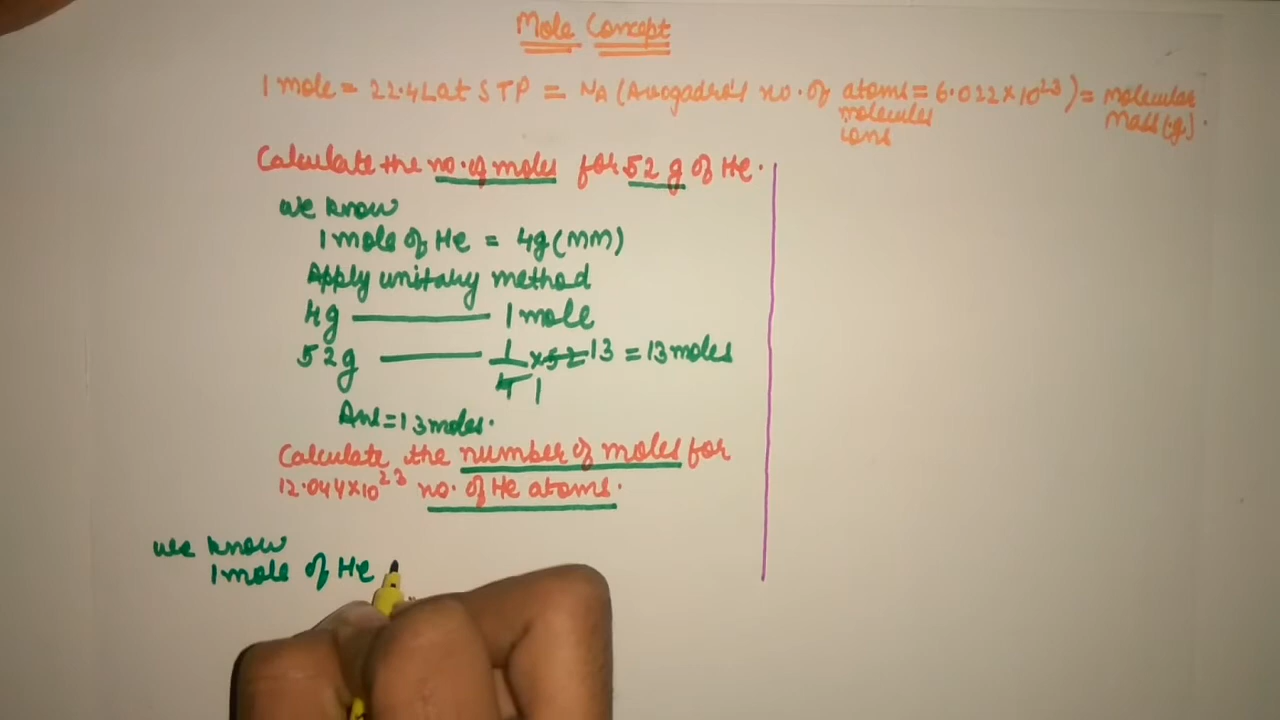 Mole Concept
1 mole = 22.4L at STP = NA (Avogadro's no. of atoms = 6.022 × 10²³) = molecular
molecules
ions
Mass (g).
Calculate the no. of moles for 52 g of He.
we know
1 mole of He = 4g (MM)
Apply unitary method
4g — 1 mole
52g — 1/4 × 52 13 = 13 moles
1
Ans = 13 moles.
Calculate the number of moles for
12.044 × 10²³ no. of He atoms.
we know
1 mole of He